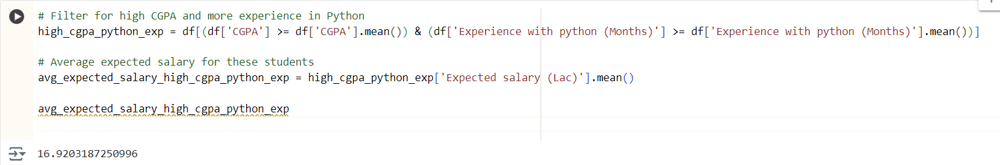 # Filter for high CGPA and more experience in Python
high_cgpa_python_exp = df[(df['CGPA'] >= df['CGPA'].mean()) & (df['Experience with python (Months)'] >= df['Experience with python (Months)'].mean())]
# Average expected salary for these students
avg_expected_salary_high_cgpa_python_exp = high_cgpa_python_exp['Expected salary (Lac)'].mean()
avg_expected_salary_high_cgpa_python_exp
16.9203187250996